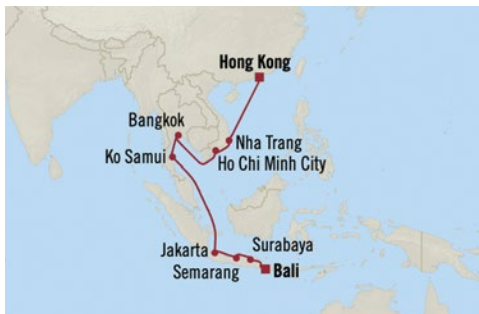 Hong Kong
Bangkok
Nha Trang
Ko Samui
Ho Chi Minh City
Jakarta
Surabaya
Semarang
Bali